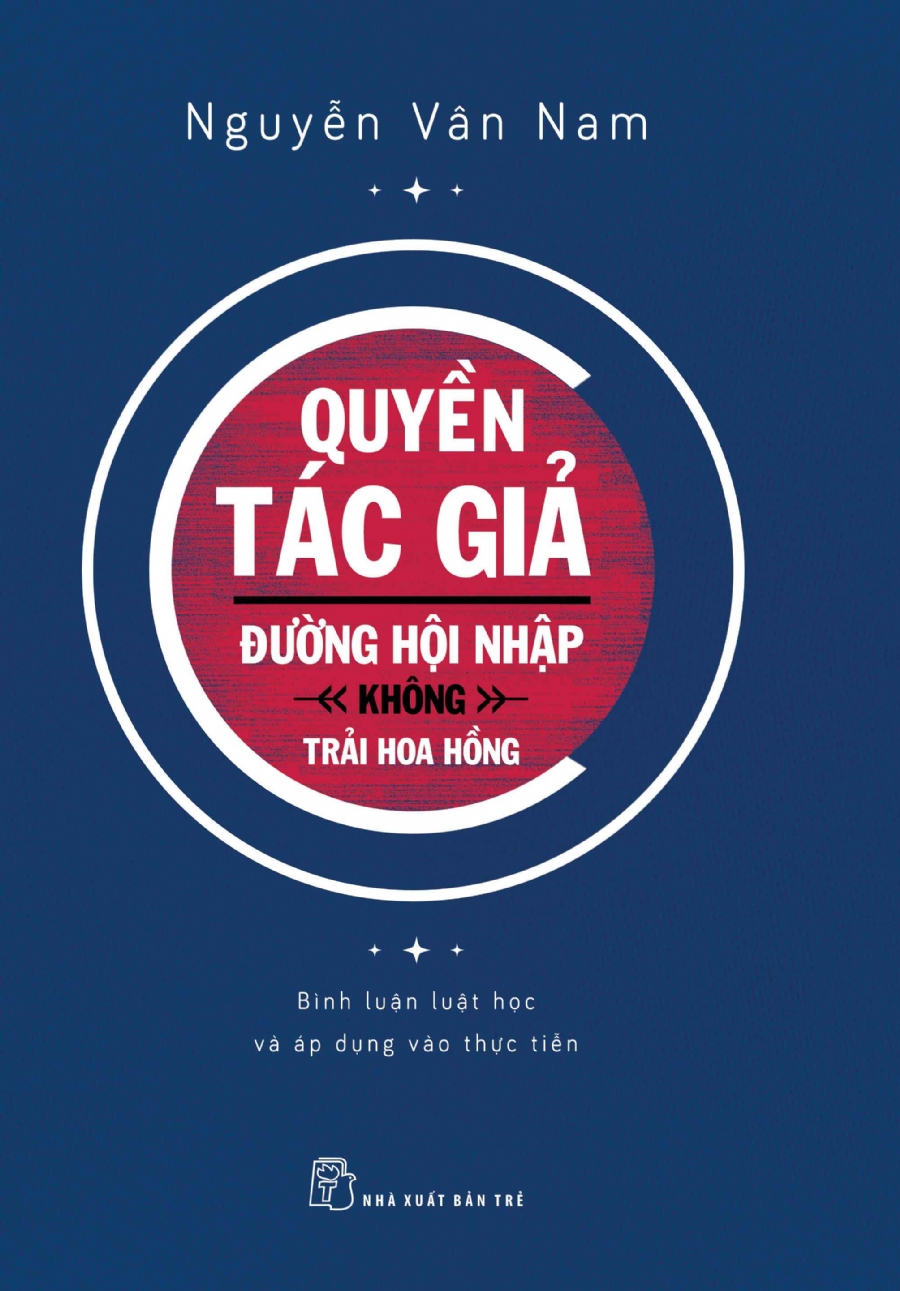 Nguyễn Vân Nam
QUYỀN
TÁC GIẢ
ĐƯỜNG HỘI NHẬP
KHÔNG
TRẢI HOA HỒNG
Bình luận luật học
và áp dụng vào thực tiễn
T
NHÀ XUẤT BẢN TRẺ